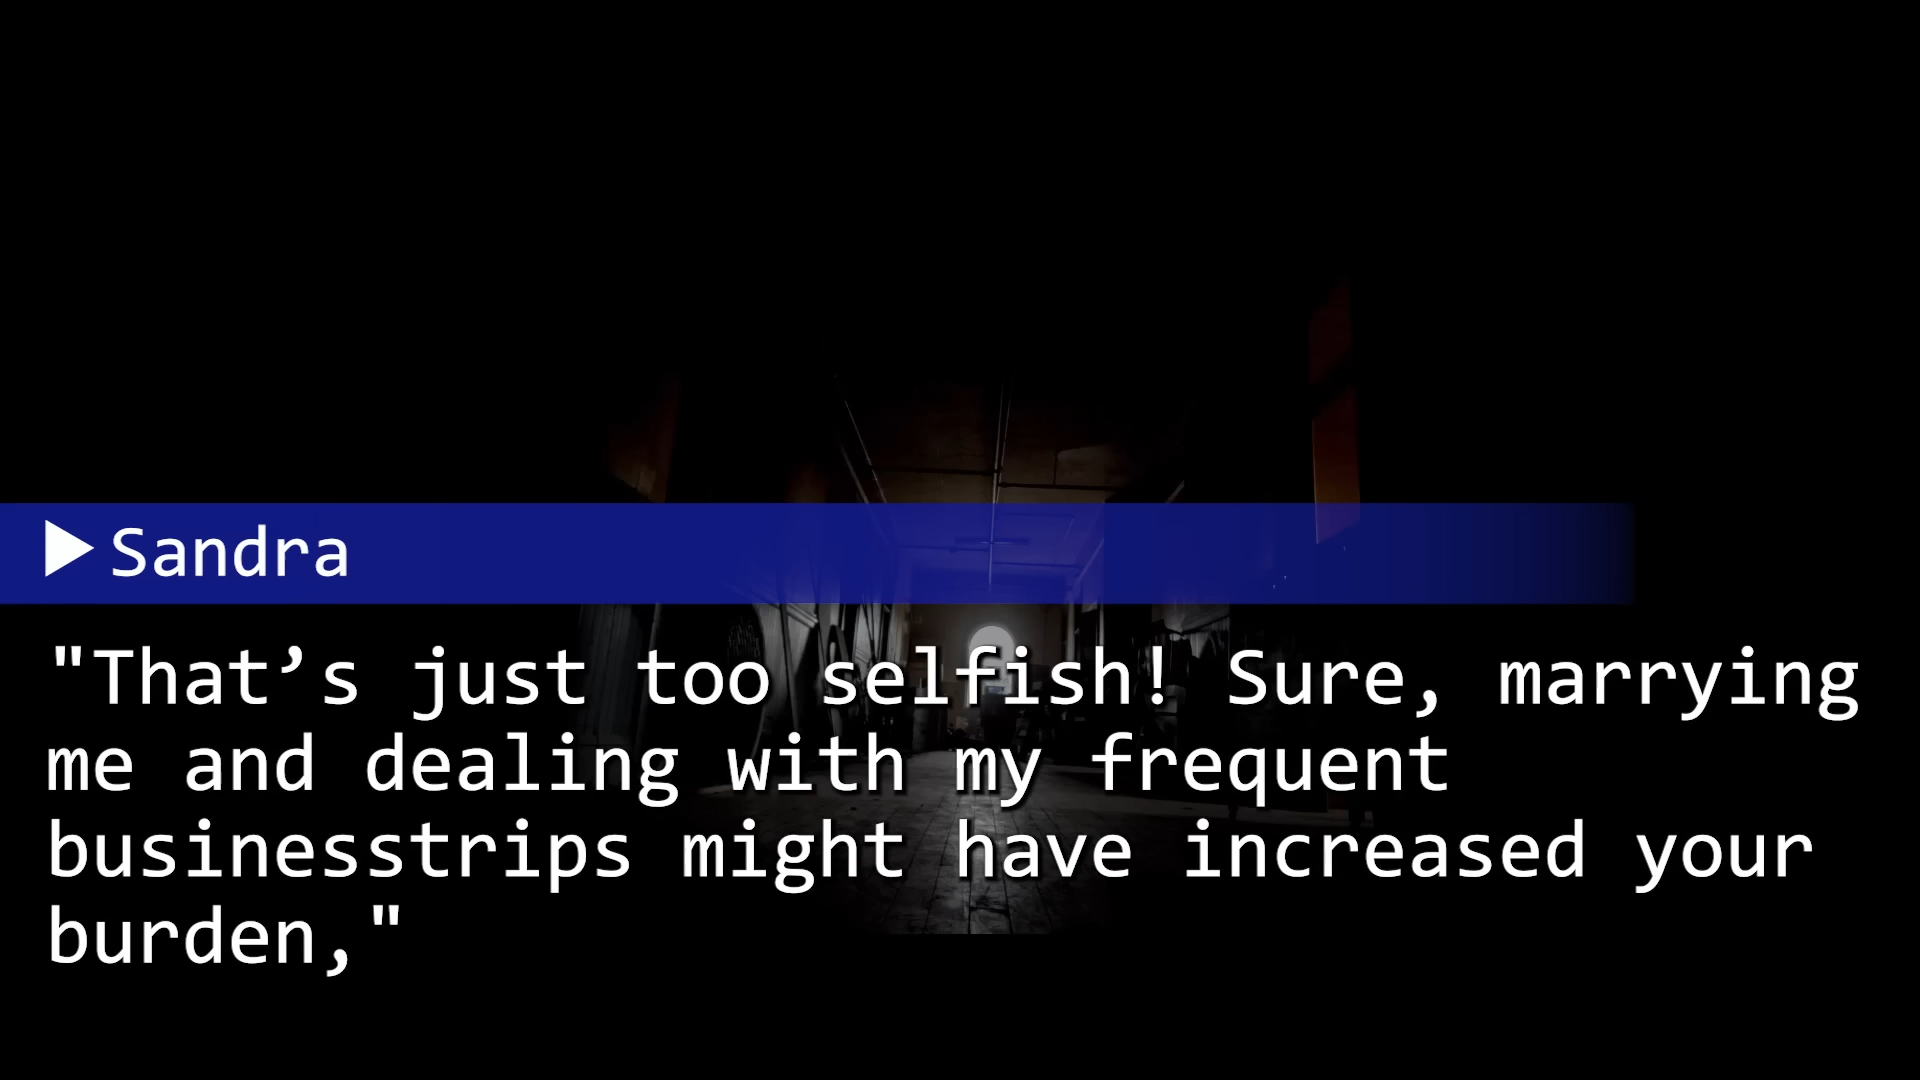 ▶Sandra
"That’s just too selfish! Sure, marrying
me and dealing with my frequent
businesstrips might have increased your
burden,"